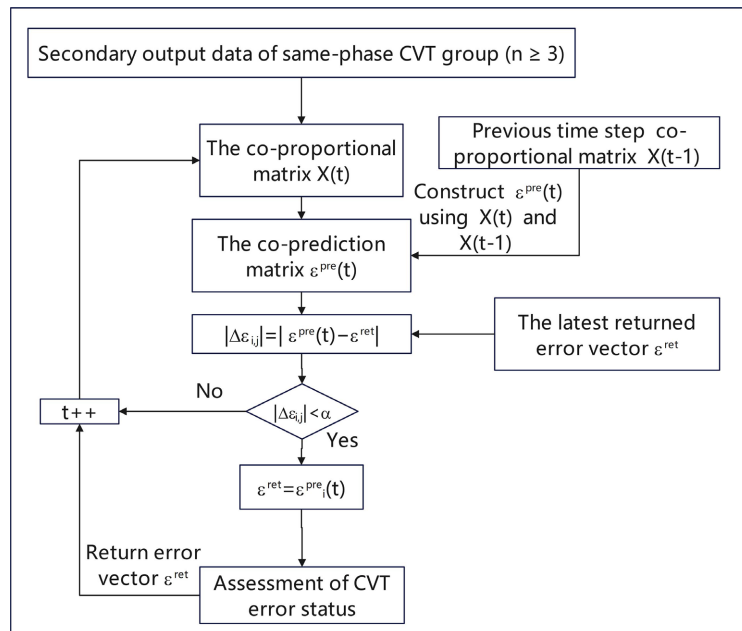 Secondary output data of same-phase CVT group (n ≥ 3)
The co-proportional
matrix X(t)
Previous time step co-
proportional matrix X(t-1)
Construct εᵖʳᵉ(t)
using X(t) and
X(t-1)
The co-prediction
matrix εᵖʳᵉ(t)
|Δεᵢ,ⱼ|=| εᵖʳᵉ(t)−εʳᵉᵗ|
The latest returned
error vector εʳᵉᵗ
No
t++
|Δεᵢ,ⱼ|<α
Yes
εʳᵉᵗ=εᵖʳᵉᵢ(t)
Return error
vector εʳᵉᵗ
Assessment of CVT
error status